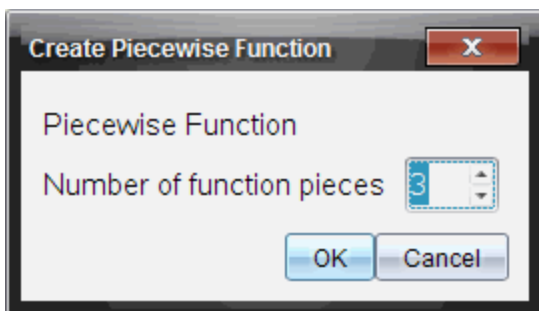 Create Piecewise Function
Piecewise Function
Number of function pieces 3
OK Cancel